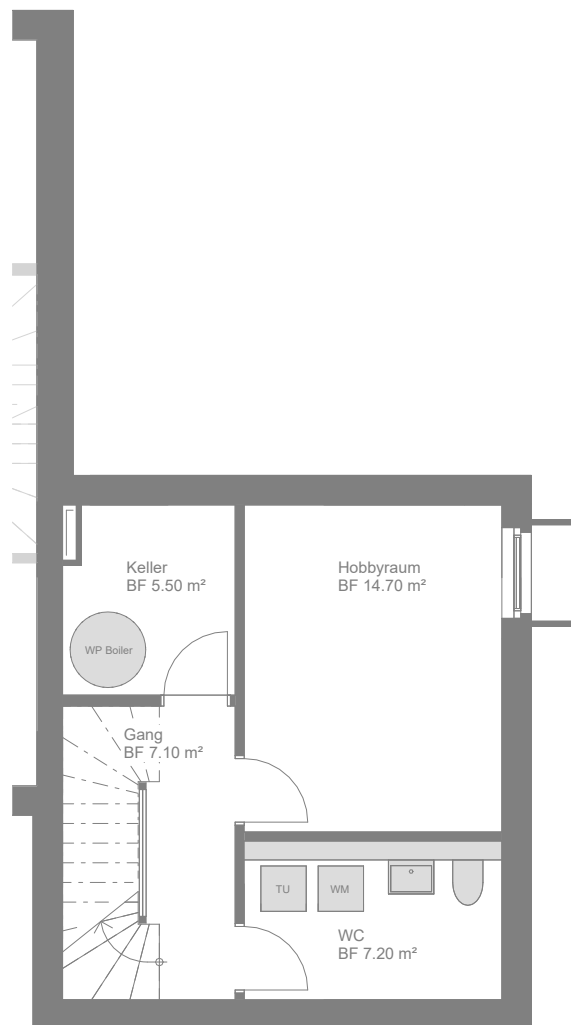 Keller
BF 5.50 m²
Hobbyraum
BF 14.70 m²
WP Boiler
Gang
BF 7.10 m²
TU
WM
WC
BF 7.20 m²